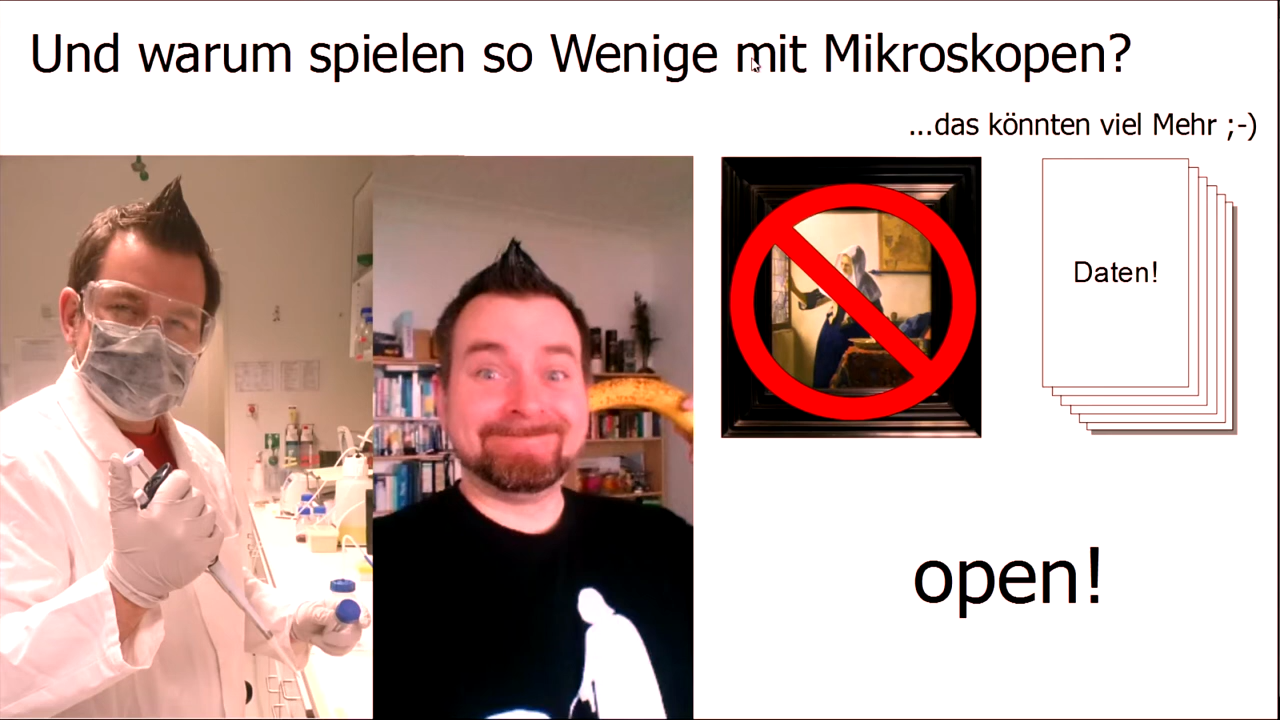 Und warum spielen so Wenige mit Mikroskopen?
...das könnten viel Mehr ;-)
Daten!
open!